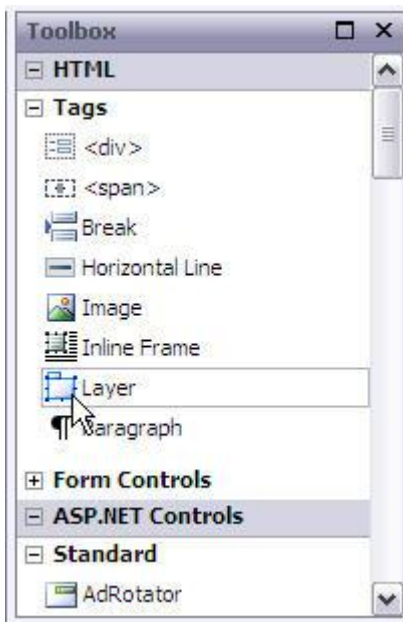 Toolbox
HTML
Tags
<div>
<span>
Break
Horizontal Line
Image
Inline Frame
Layer
Paragraph
Form Controls
ASP.NET Controls
Standard
AdRotator